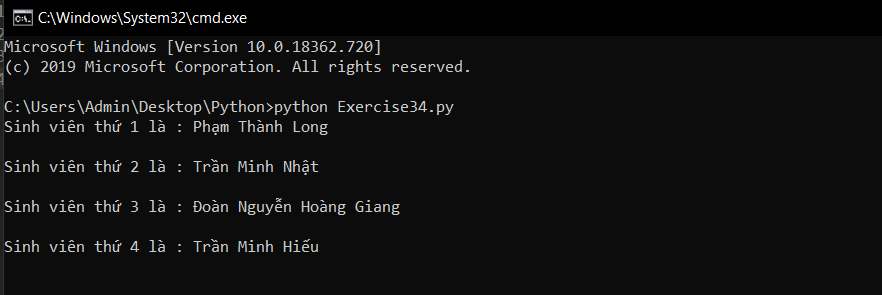 C:\Windows\System32\cmd.exe
Microsoft Windows [Version 10.0.18362.720]
(c) 2019 Microsoft Corporation. All rights reserved.
C:\Users\Admin\Desktop\Python>python Exercise34.py
Sinh viên thứ 1 là : Phạm Thành Long
Sinh viên thứ 2 là : Trần Minh Nhật
Sinh viên thứ 3 là : Đoàn Nguyễn Hoàng Giang
Sinh viên thứ 4 là : Trần Minh Hiếu